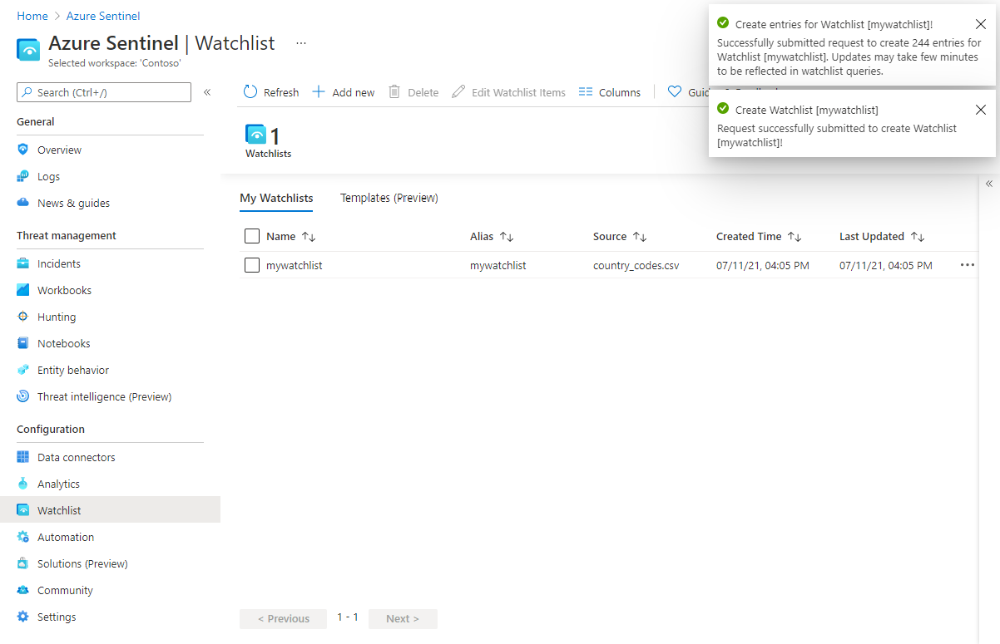 Home > Azure Sentinel
Azure Sentinel | Watchlist ...
Selected workspace: 'Contoso'
Search (Ctrl+/)
«
General
Overview
Logs
News & guides
Threat management
Incidents
Workbooks
Hunting
Notebooks
Entity behavior
Threat intelligence (Preview)
Configuration
Data connectors
Analytics
Watchlist
Automation
Solutions (Preview)
Community
Settings
Refresh Add new Delete Edit Watchlist Items Columns
1
Watchlists
My Watchlists Templates (Preview)
«
Name ↑↓ Alias ↑↓ Source ↑↓ Created Time ↑↓ Last Updated ↑↓
mywatchlist mywatchlist country_codes.csv 07/11/21, 04:05 PM 07/11/21, 04:05 PM ...
< Previous 1 - 1 Next >
Create entries for Watchlist [mywatchlist]!
Successfully submitted request to create 244 entries for
Watchlist [mywatchlist]. Updates may take few minutes
to be reflected in watchlist queries.
Create Watchlist [mywatchlist]
Request successfully submitted to create Watchlist
[mywatchlist]!